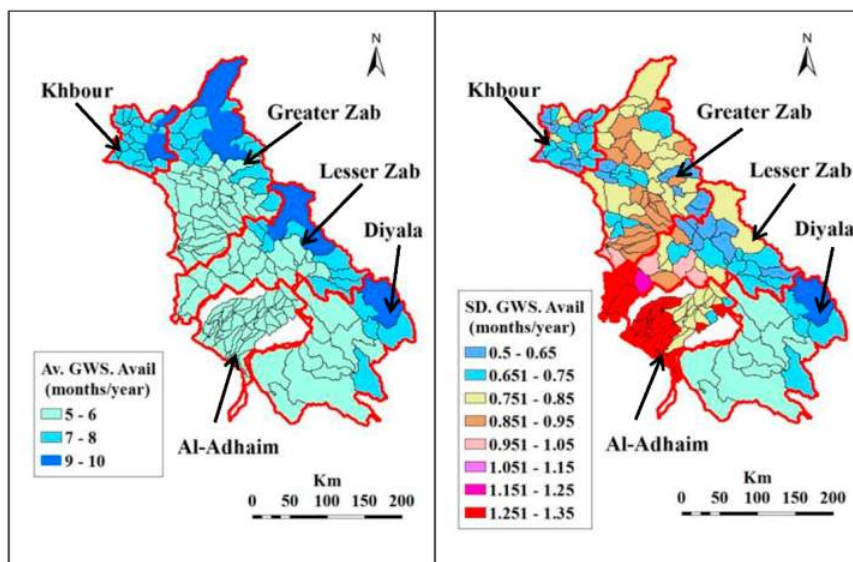 N
Khbour
Greater Zab
Lesser Zab
Diyala
Av. GWS. Avail
(months/year)
5 - 6
7 - 8
9 - 10
Al-Adhaim
Km
0 50 100 150 200
N
Khbour
Greater Zab
Lesser Zab
Diyala
SD. GWS. Avail
(months/year)
0.5 - 0.65
0.651 - 0.75
0.751 - 0.85
0.851 - 0.95
0.951 - 1.05
1.051 - 1.15
1.151 - 1.25
1.251 - 1.35
Al-Adhaim
Km
0 50 100 150 200